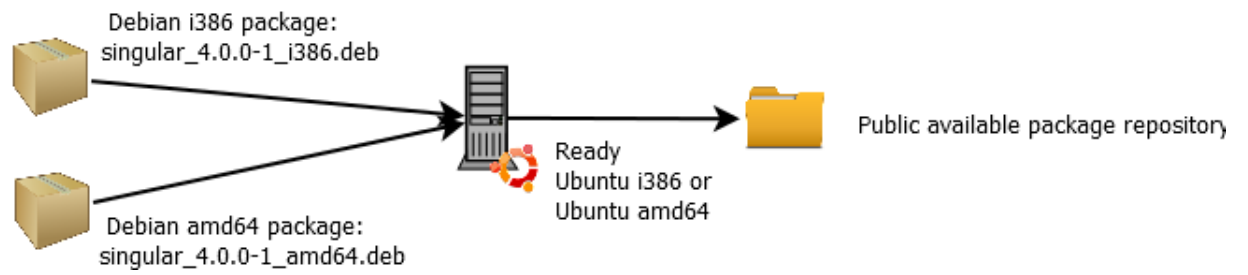 Debian i386 package:
singular_4.0.0-1_i386.deb
Ready
Ubuntu i386 or
Ubuntu amd64
Public available package repository
Debian amd64 package:
singular_4.0.0-1_amd64.deb